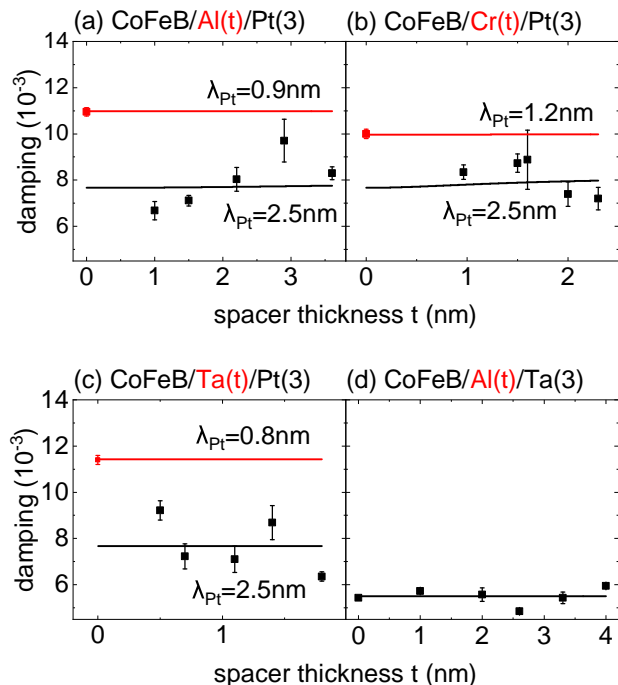 (a) CoFeB/Al(t)/Pt(3)
(b) CoFeB/Cr(t)/Pt(3)
14
12
10
8
6
damping (10⁻³)
λPt=0.9nm
λPt=2.5nm
λPt=1.2nm
λPt=2.5nm
0 1 2 3
0 1 2
spacer thickness t (nm)
(c) CoFeB/Ta(t)/Pt(3)
(d) CoFeB/Al(t)/Ta(3)
14
12
10
8
6
damping (10⁻³)
λPt=0.8nm
λPt=2.5nm
0 1
0 1 2 3 4
spacer thickness t (nm)
spacer thickness t (nm)